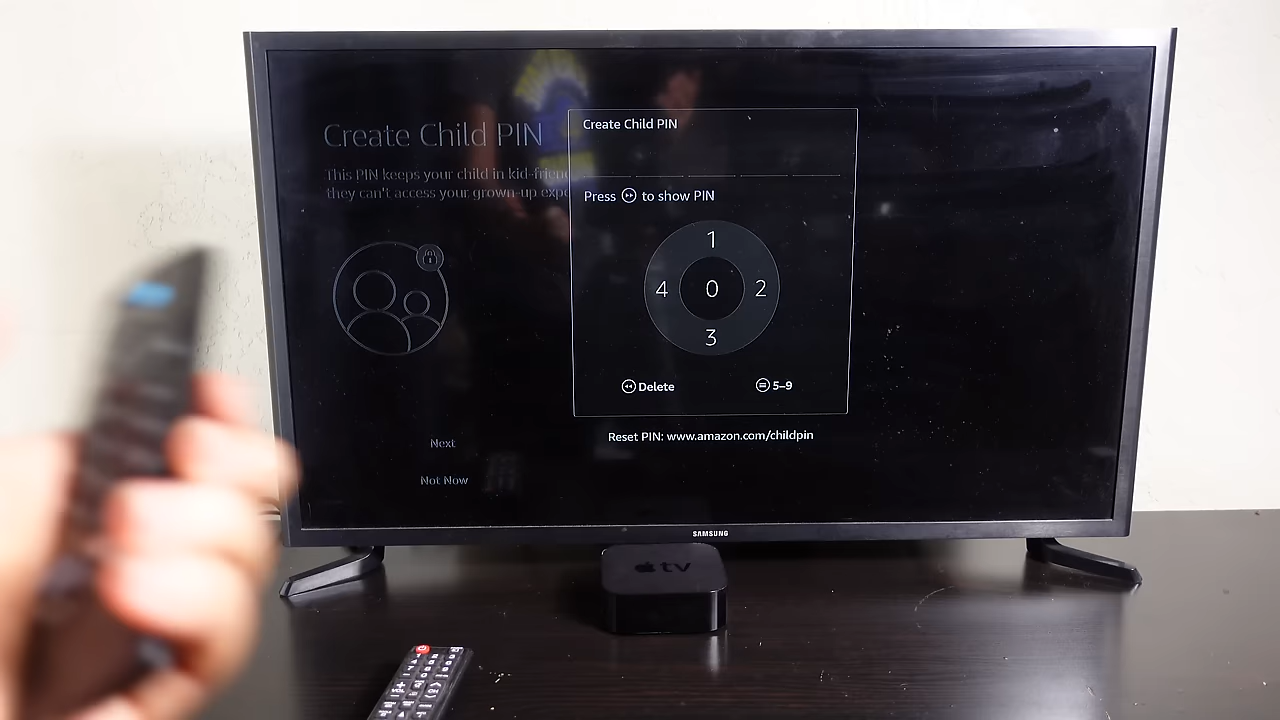 Create Child PIN
This PIN keeps your child in kid-frien
they can't access your grown-up expe
Next
Not Now
Create Child PIN
Press to show PIN
1
4 0 2
3
Delete 5-9
Reset PIN: www.amazon.com/childpin
SAMSUNG
tv